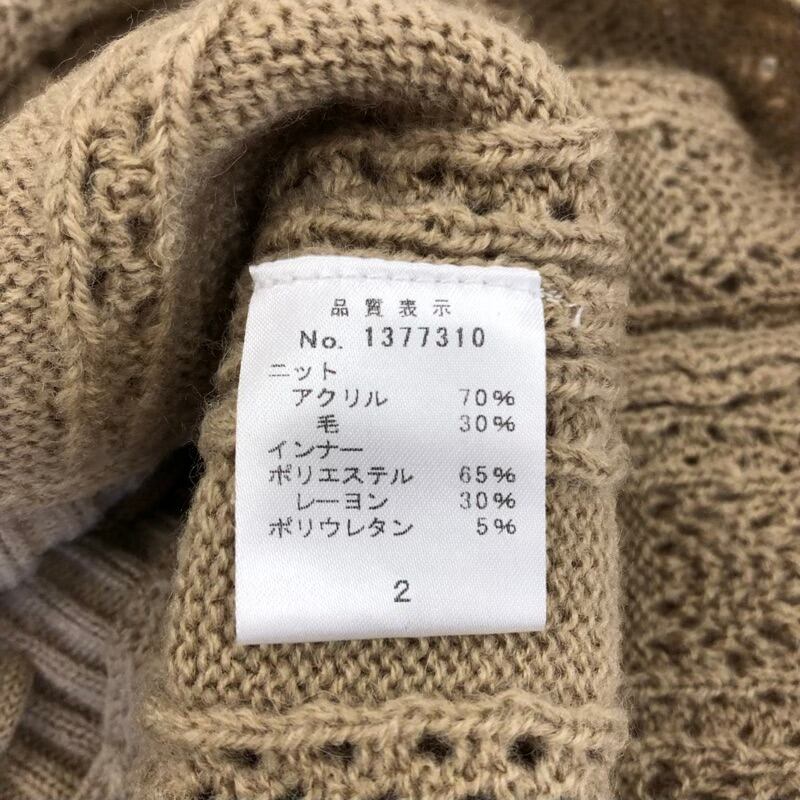 品質表示
No. 1377310
ニット
アクリル 70%
毛 30%
インナー
ポリエステル 65%
レーヨン 30%
ポリウレタン 5%
2